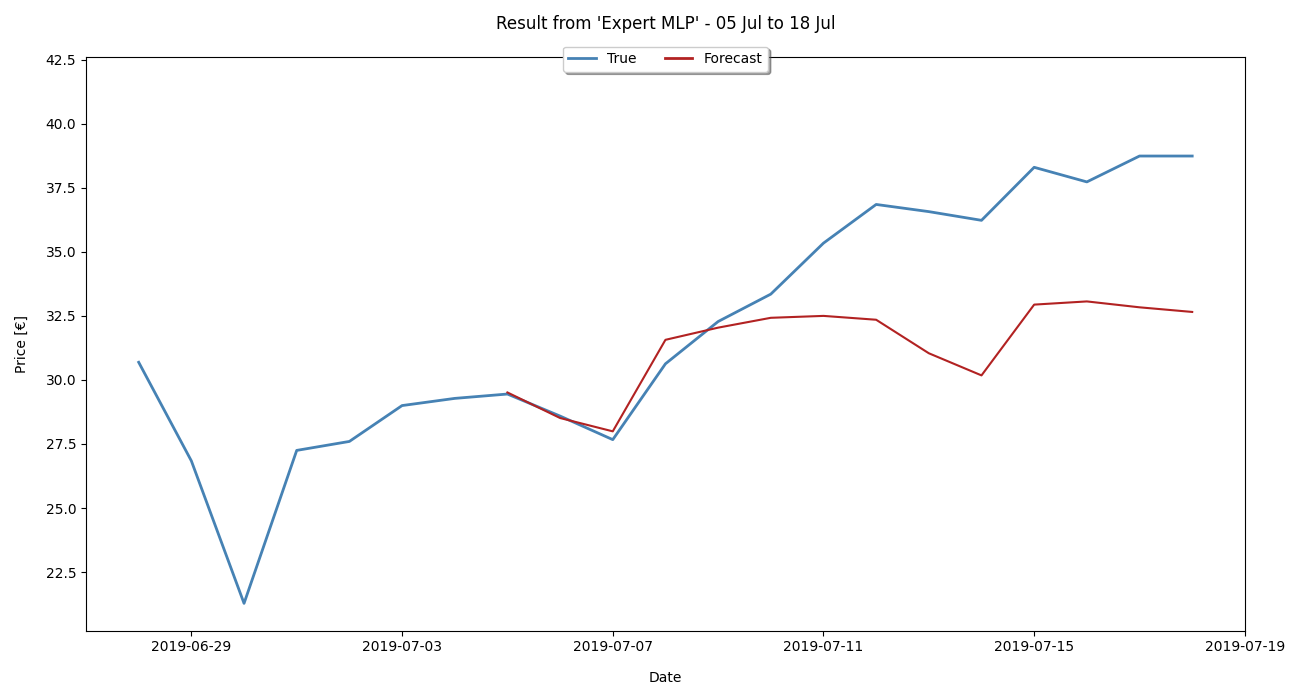 Result from 'Expert MLP' - 05 Jul to 18 Jul
True Forecast
42.5
40.0
37.5
35.0
32.5
30.0
27.5
25.0
22.5
Price [€]
2019-06-29 2019-07-03 2019-07-07 2019-07-11 2019-07-15 2019-07-19
Date